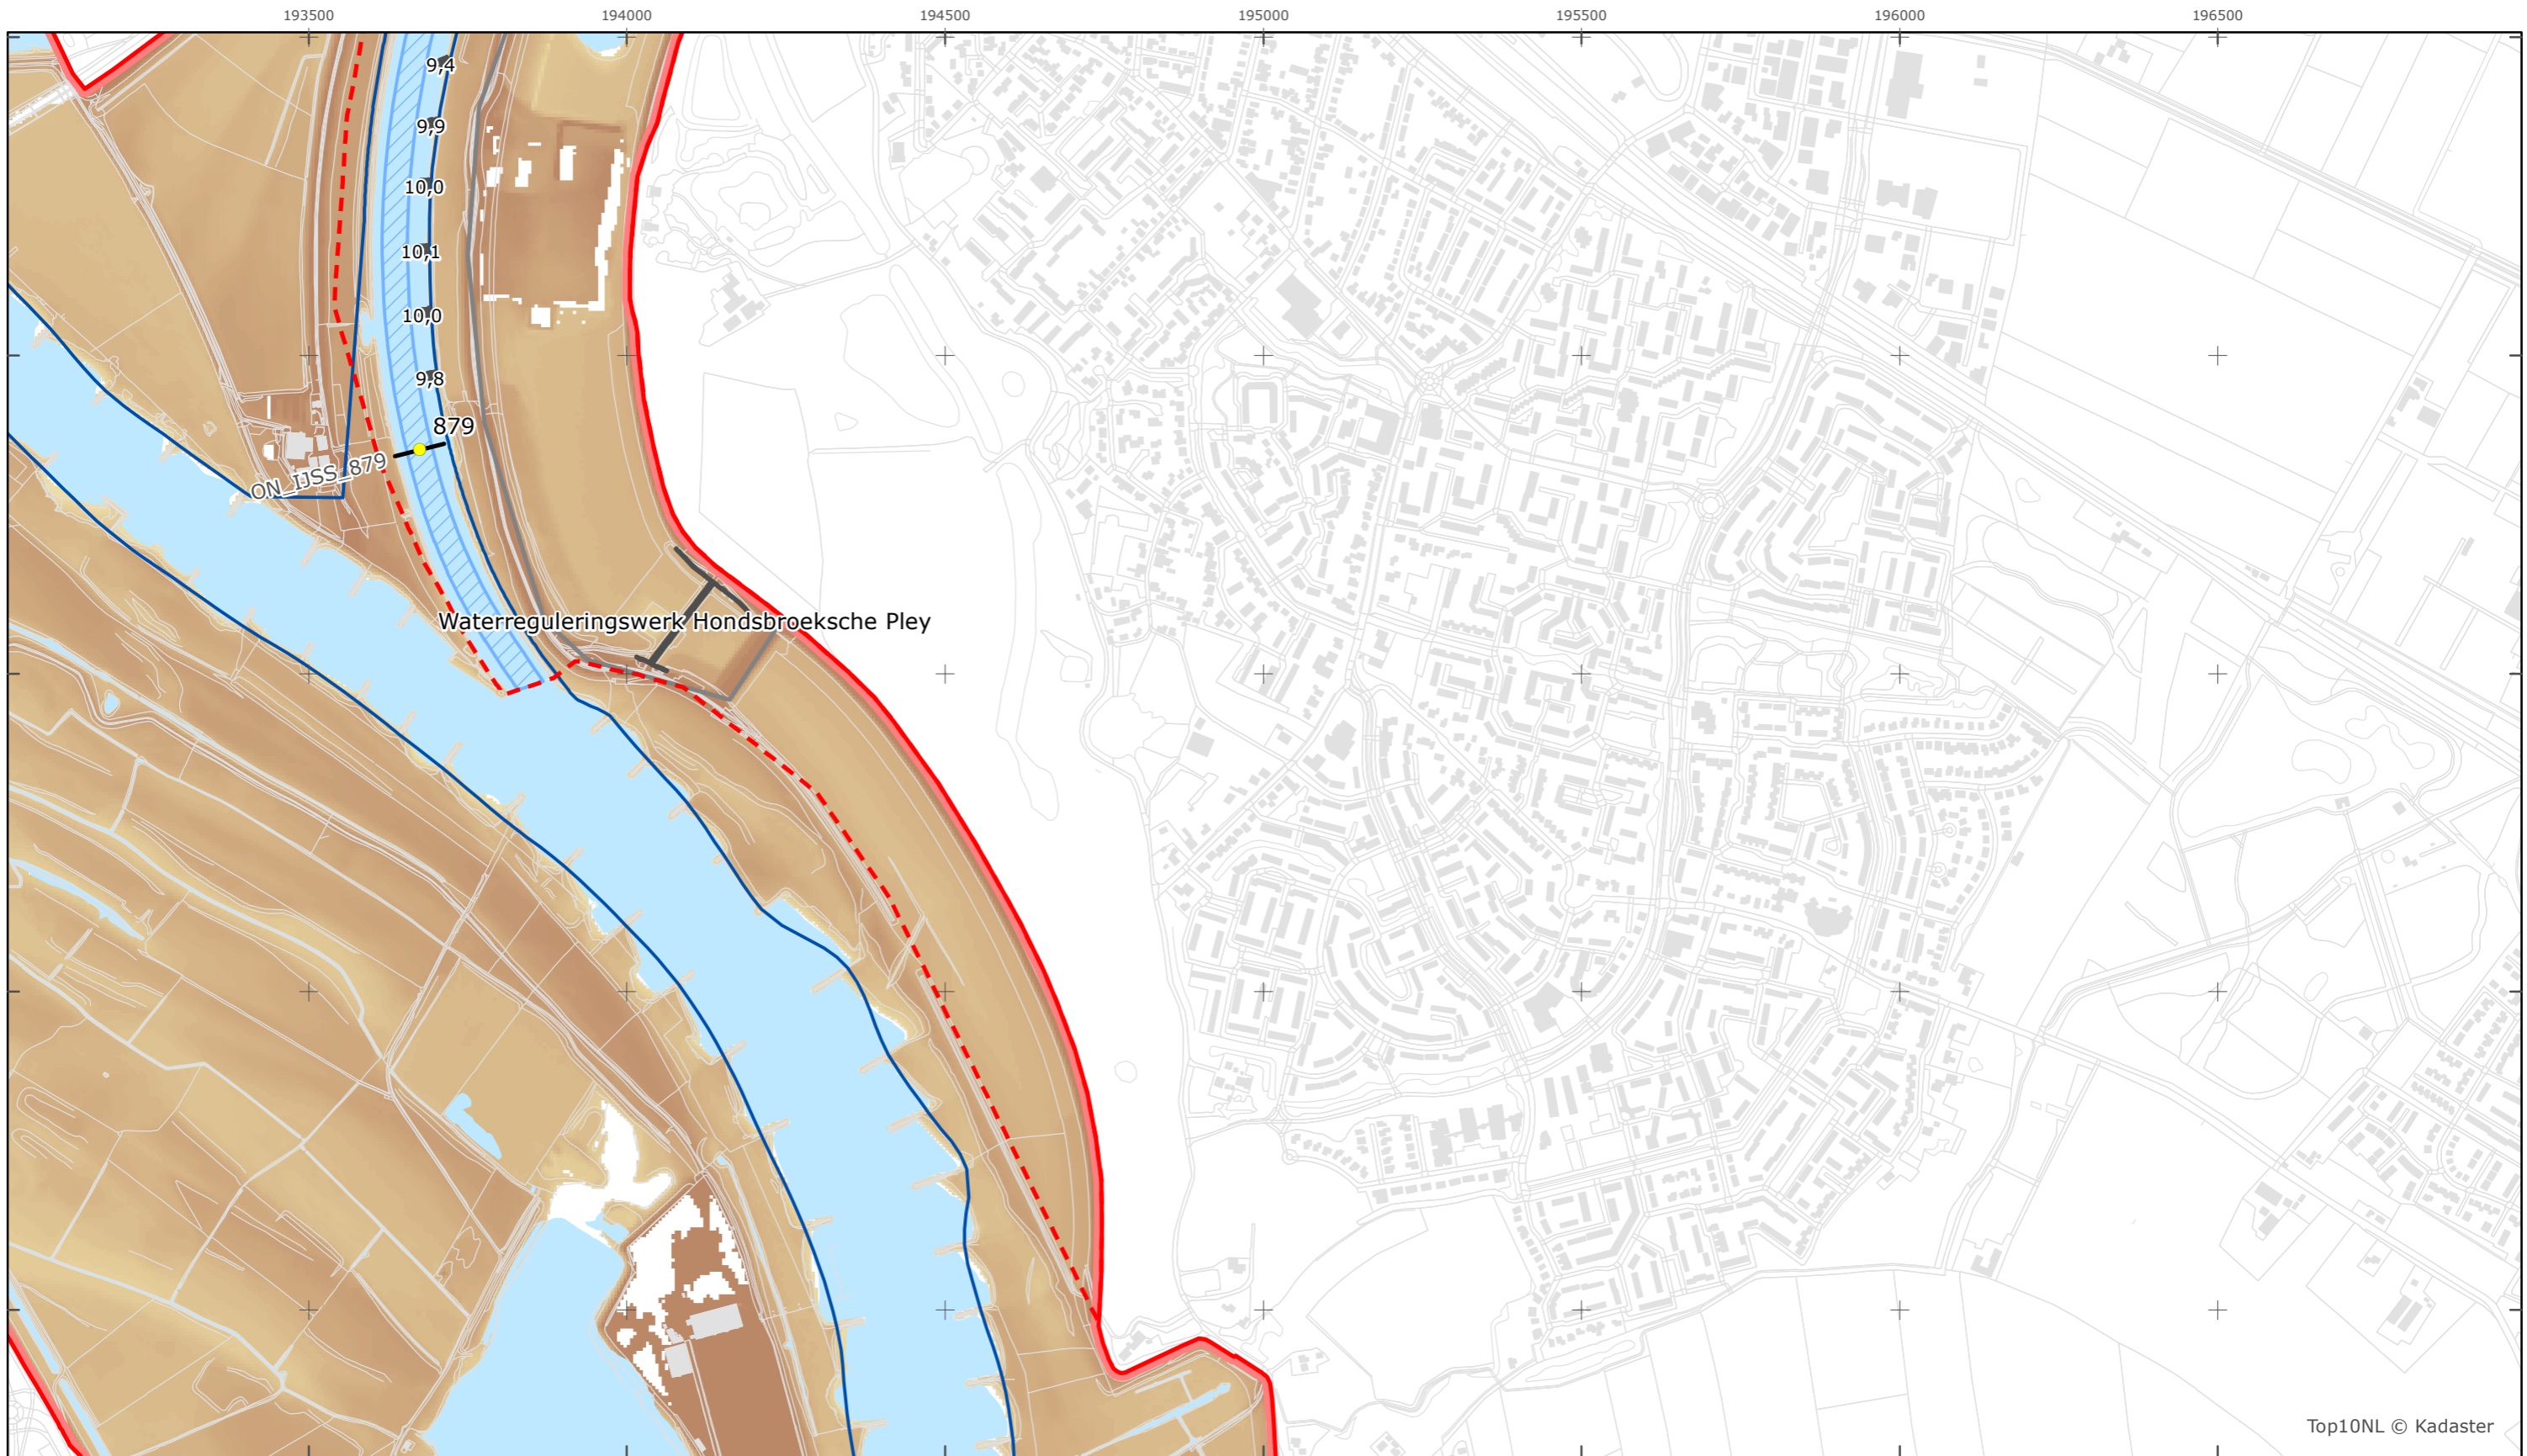 193500 194000 194500 195000 195500 196000 196500
9,4
9,9
10,0
10,1
10,0
9,8
879
ON_IJSS_879
Waterreguleringswerk Hondsbroeksche Pley
Top10NL © Kadaster